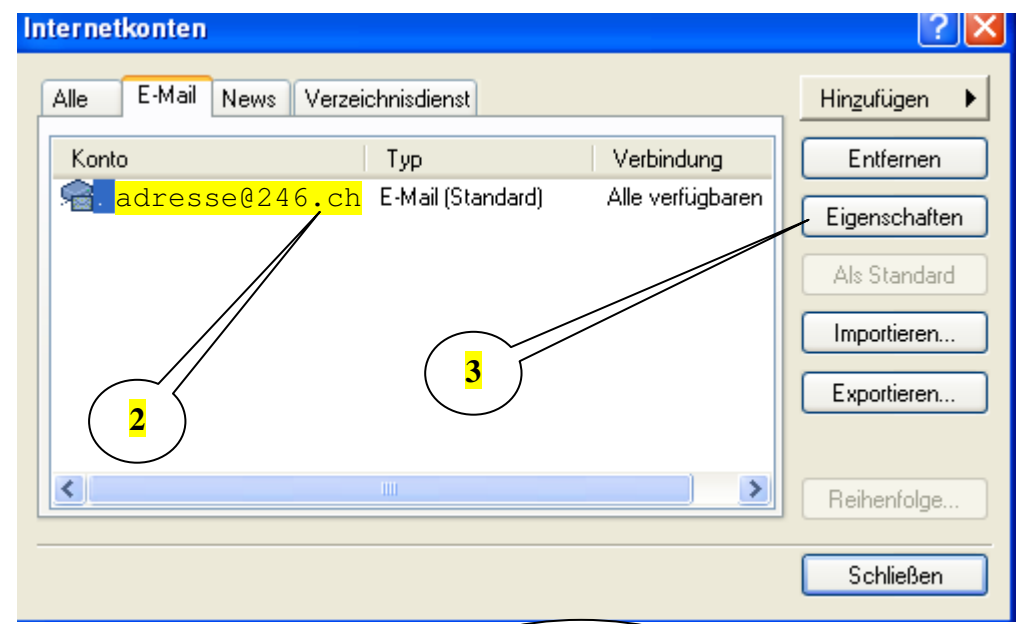 Internetkonten
Alle E-Mail News Verzeichnisdienst
Hinzufügen
Konto Typ Verbindung
Entfernen
adresse@246.ch E-Mail (Standard) Alle verfügbaren
Eigenschaften
Als Standard
Importieren...
3
Exportieren...
2
Reihenfolge...
Schließen